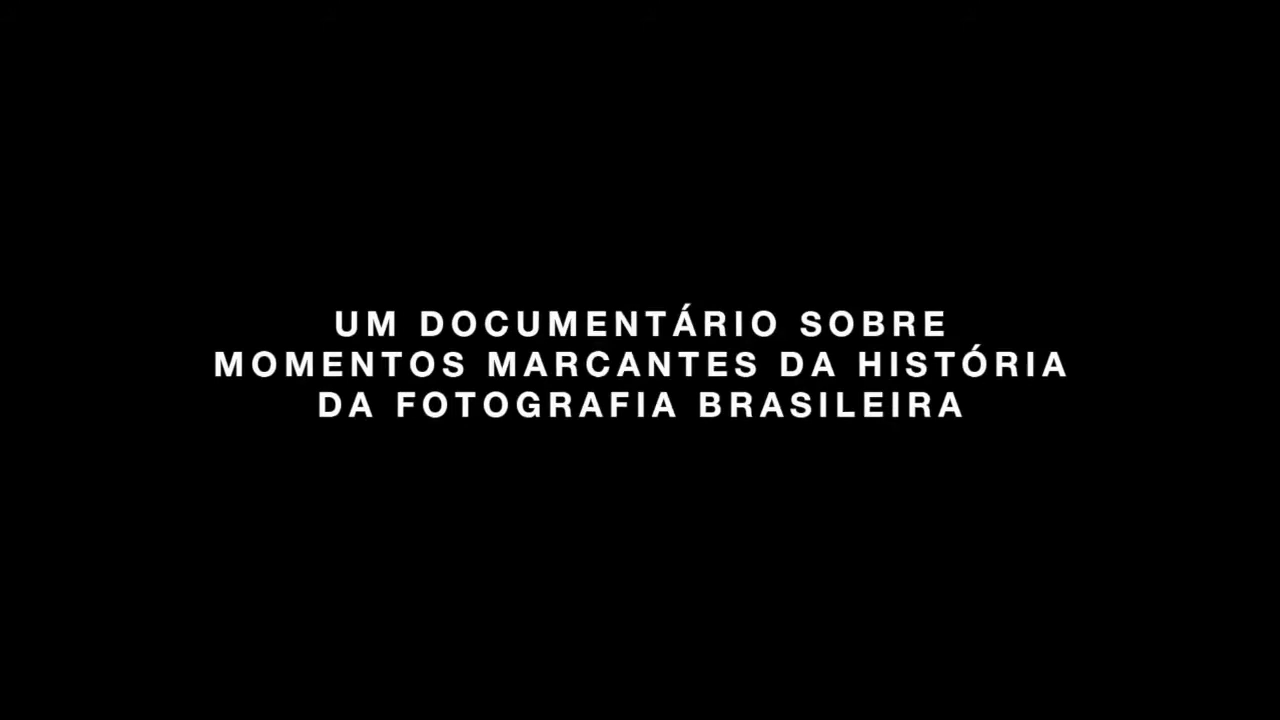 UM DOCUMENTÁRIO SOBRE
MOMENTOS MARCANTES DA HISTÓRIA
DA FOTOGRAFIA BRASILEIRA